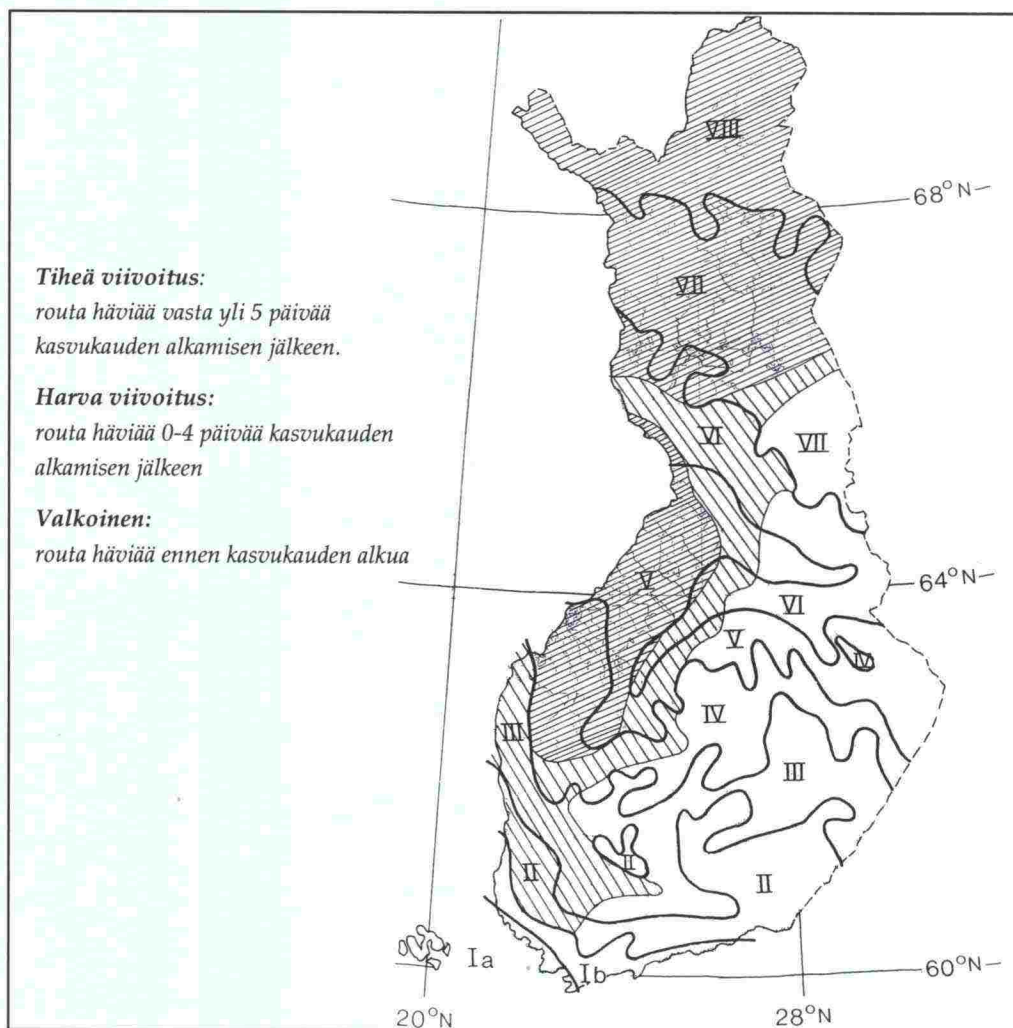 Tiheä viivoitus:
routa häviää vasta yli 5 päivää
kasvukauden alkamisen jälkeen.
Harva viivoitus:
routa häviää 0-4 päivää kasvukauden
alkamisen jälkeen
Valkoinen:
routa häviää ennen kasvukauden alkua
VIII
68°N
VII
VI
VII
64°N
V
VI
V
IV
IV
III
III
II
II
II
Ia
Ib
60°N
20°N
28°N